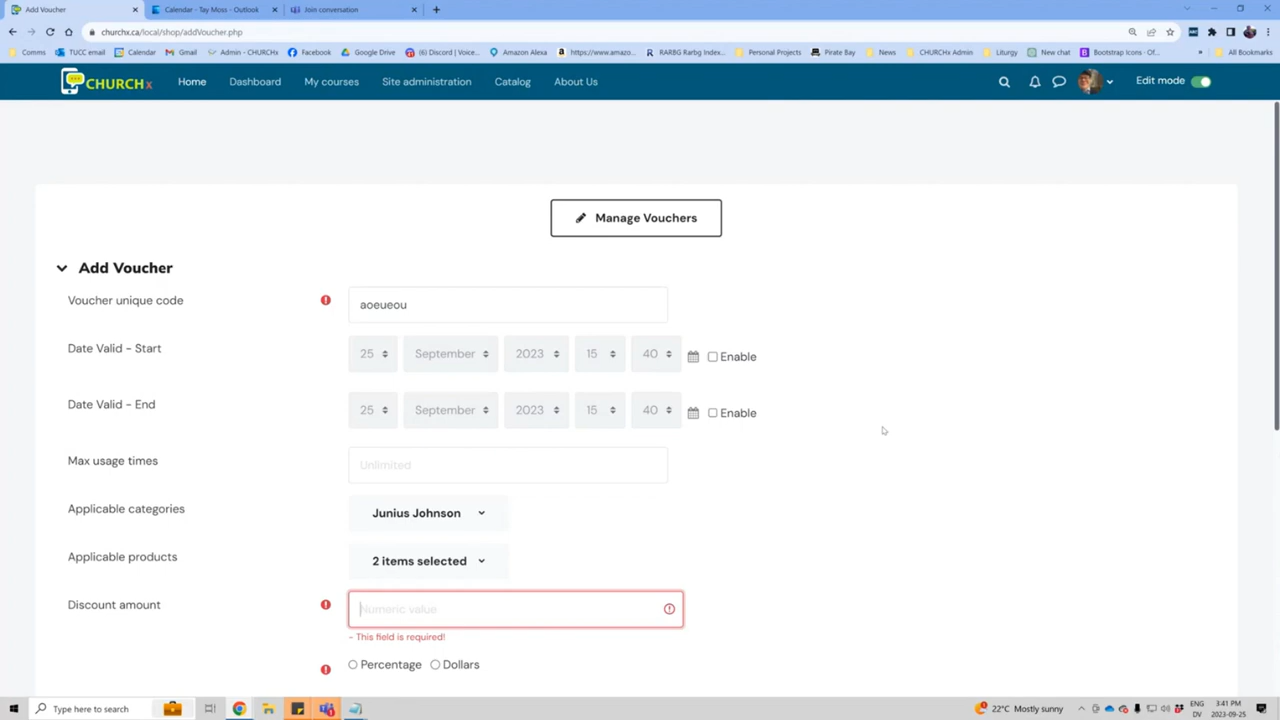 Add Voucher
Calendar - Tay Moss - Outlook
Join conversation
churchx.ca/local/shop/addVoucher.php
Comms
TUCC email
Calendar
Gmail
Admin - CHURCHx
Facebook
Google Drive
(6) Discord | Voice...
Amazon Alexa
https://www.amazo...
RARBG Rarbg Index...
Personal Projects
Pirate Bay
News
CHURCHx Admin
Liturgy
New chat
Bootstrap Icons · Of...
»
All Bookmarks
CHURCHx
Home
Dashboard
My courses
Site administration
Catalog
About Us
Edit mode
Manage Vouchers
Add Voucher
Voucher unique code
aoeueou
Date Valid - Start
25 September 2023 15 40 Enable
Date Valid - End
25 September 2023 15 40 Enable
Max usage times
Unlimited
Applicable categories
Junius Johnson
Applicable products
2 items selected
Discount amount
Numeric value
- This field is required!
Percentage Dollars
Type here to search
22°C Mostly sunny
ENG
DV
3:41 PM
2023-09-25